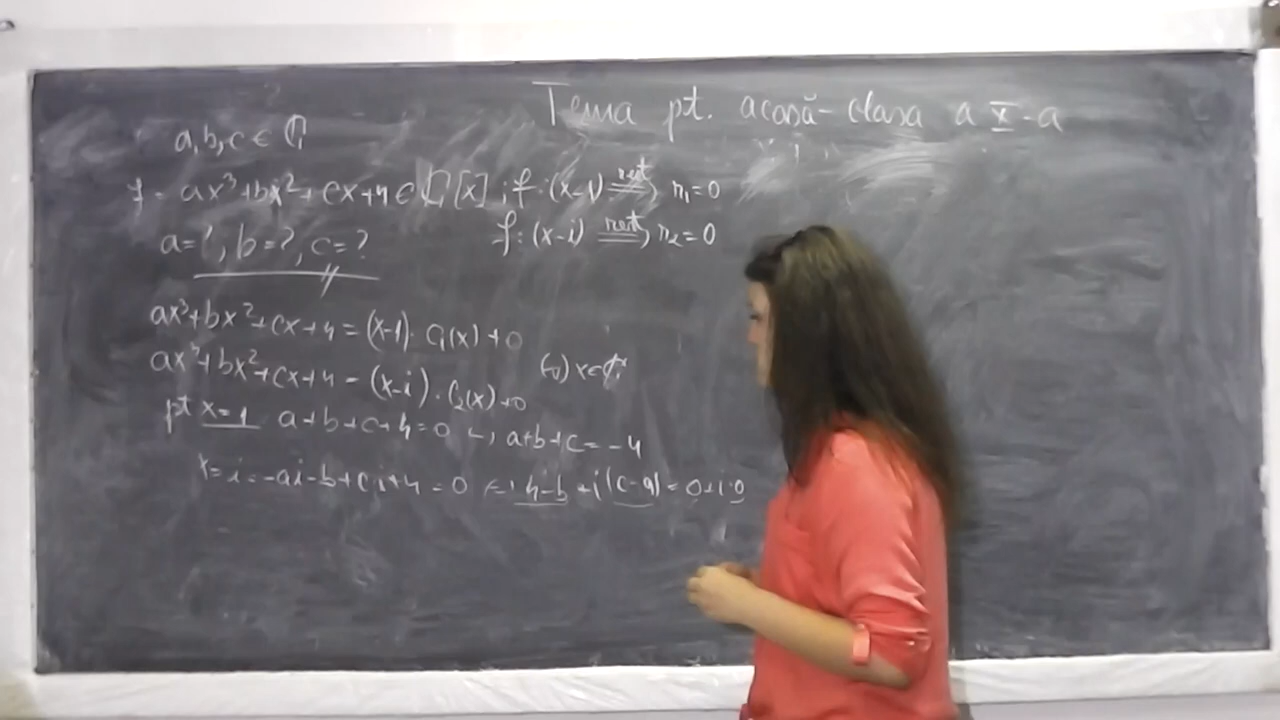 Tema pt. acasă - clasa a X-a
a, b, c ∈ Q
f = ax³+bx²+cx+4 ∈ Q[x] ; f : (x-1) rest r₁=0
a=?, b=?, c=? f : (x-i) rest r₂=0
ax³+bx²+cx+4 = (x-1) · C₁(x) + 0
ax³+bx²+cx+4 = (x-i) · C₂(x) + 0 (∀) x ∈
pt x=1 a+b+c+4=0 ⇔ a+b+c=-4
x=i = -ai-b+ci+4=0 ⇔ 4-b+i(c-a)=0+i·0